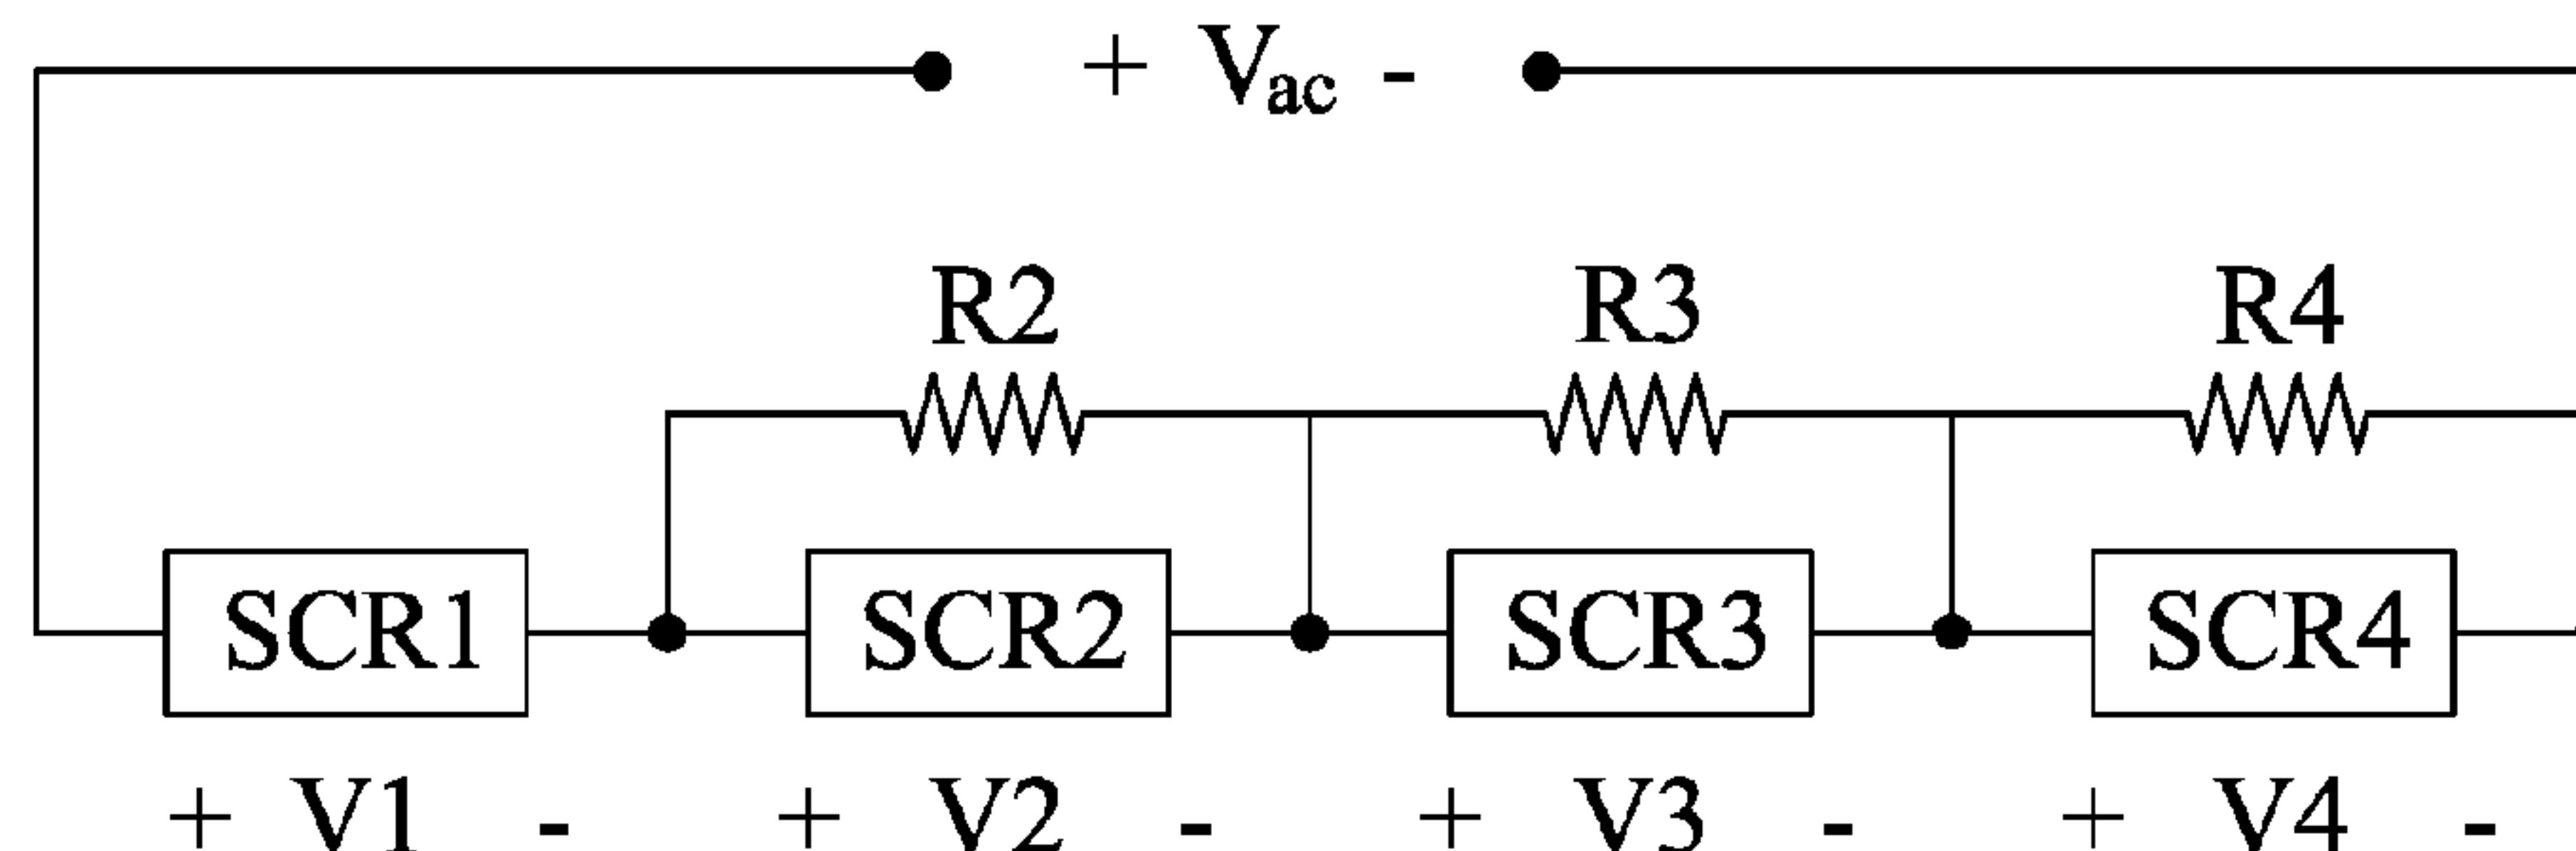 + Vac -
R2 R3 R4
SCR1 SCR2 SCR3 SCR4
+ V1 - + V2 - + V3 - + V4 -